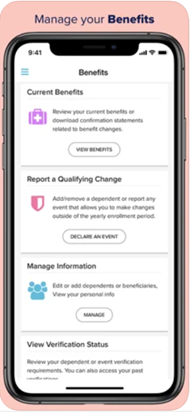 Manage your Benefits
9:41
Benefits
Current Benefits
Review your current benefits or
download confirmation statements
related to benefit changes.
VIEW BENEFITS
Report a Qualifying Change
Add/remove a dependent or report any
event that allows you to make changes
outside of the yearly enrollment period.
DECLARE AN EVENT
Manage Information
Edit or add dependents or beneficiaries,
View your personal info
MANAGE
View Verification Status
Review your dependent or event verification
requirements. You can also access your past